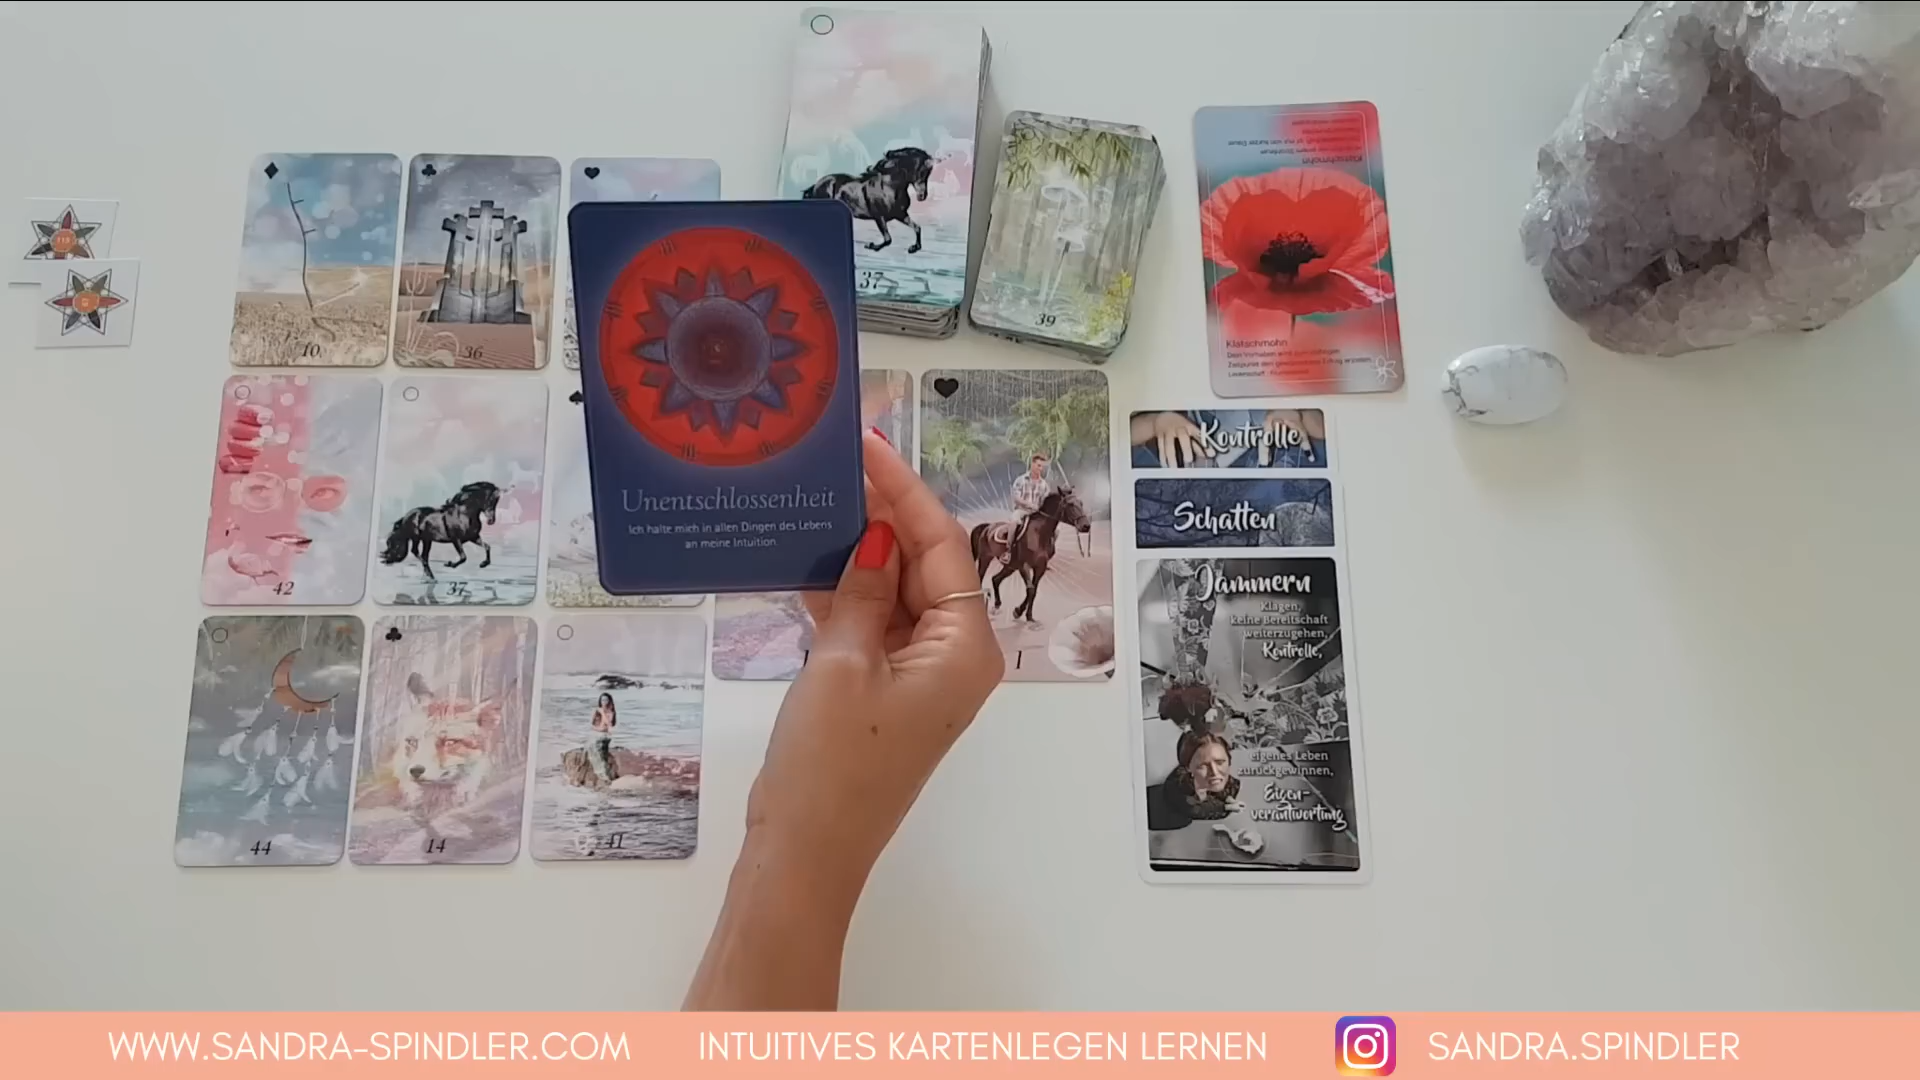 37
39
Klatschmohn
Klatschmohn
10
36
Unentschlossenheit
Ich halte mich in allen Dingen des Lebens
an meine Intuition.
Kontrolle
Schatten
Jammern
klagen,
keine Bereitschaft
weiterzugehen,
Kontrolle,
eigenes Leben
zurückgewinnen,
Eigen-
verantwortung
42
37
1
44
14
41
WWW.SANDRA-SPINDLER.COM
INTUITIVES KARTENLEGEN LERNEN
SANDRA.SPINDLER